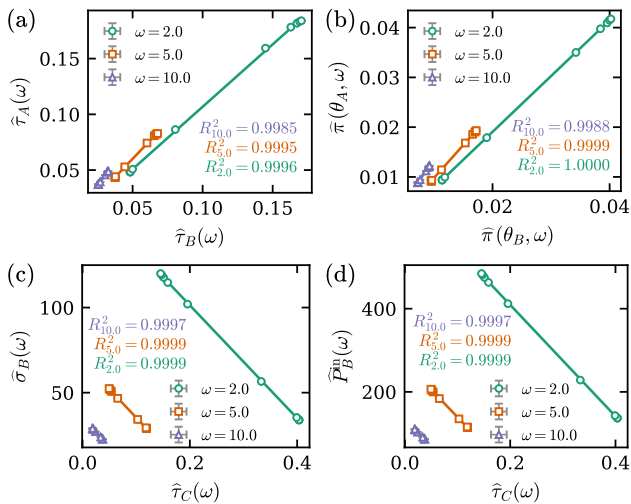 (a)
0.15
0.10
0.05
τ̂_A(ω)
ω = 2.0
ω = 5.0
ω = 10.0
R²_10.0 = 0.9985
R²_5.0 = 0.9995
R²_2.0 = 0.9996
0.05 0.10 0.15
τ̂_B(ω)
(b)
0.04
0.03
0.02
0.01
π̂(θ_A, ω)
ω = 2.0
ω = 5.0
ω = 10.0
R²_10.0 = 0.9988
R²_5.0 = 0.9999
R²_2.0 = 1.0000
0.02 0.04
π̂(θ_B, ω)
(c)
100
50
σ̂_B(ω)
R²_10.0 = 0.9997
R²_5.0 = 0.9999
R²_2.0 = 0.9999
ω = 2.0
ω = 5.0
ω = 10.0
0.0 0.2 0.4
τ̂_C(ω)
(d)
400
200
P̂^in_B(ω)
R²_10.0 = 0.9997
R²_5.0 = 0.9999
R²_2.0 = 0.9999
ω = 2.0
ω = 5.0
ω = 10.0
0.0 0.2 0.4
τ̂_C(ω)